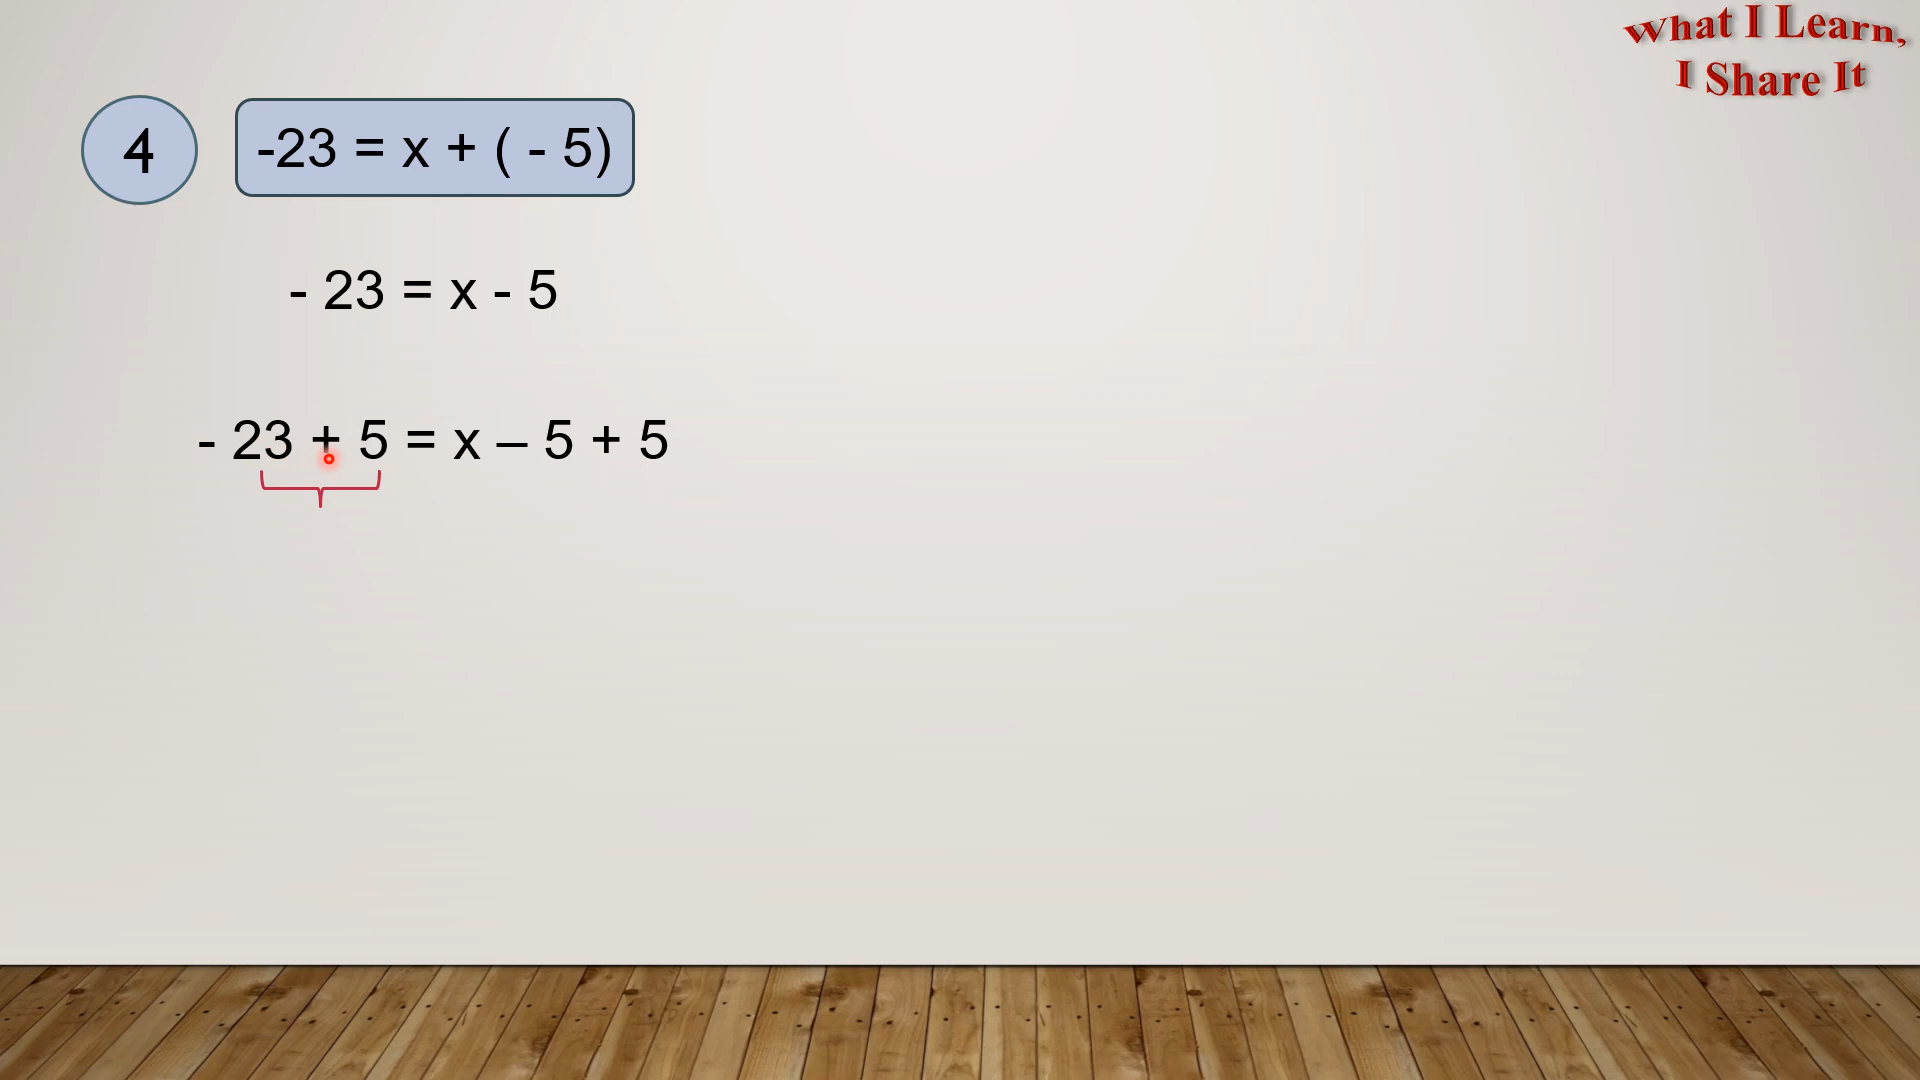 What I Learn,
I Share It
4
-23 = x + ( - 5)
- 23 = x - 5
- 23 + 5 = x – 5 + 5